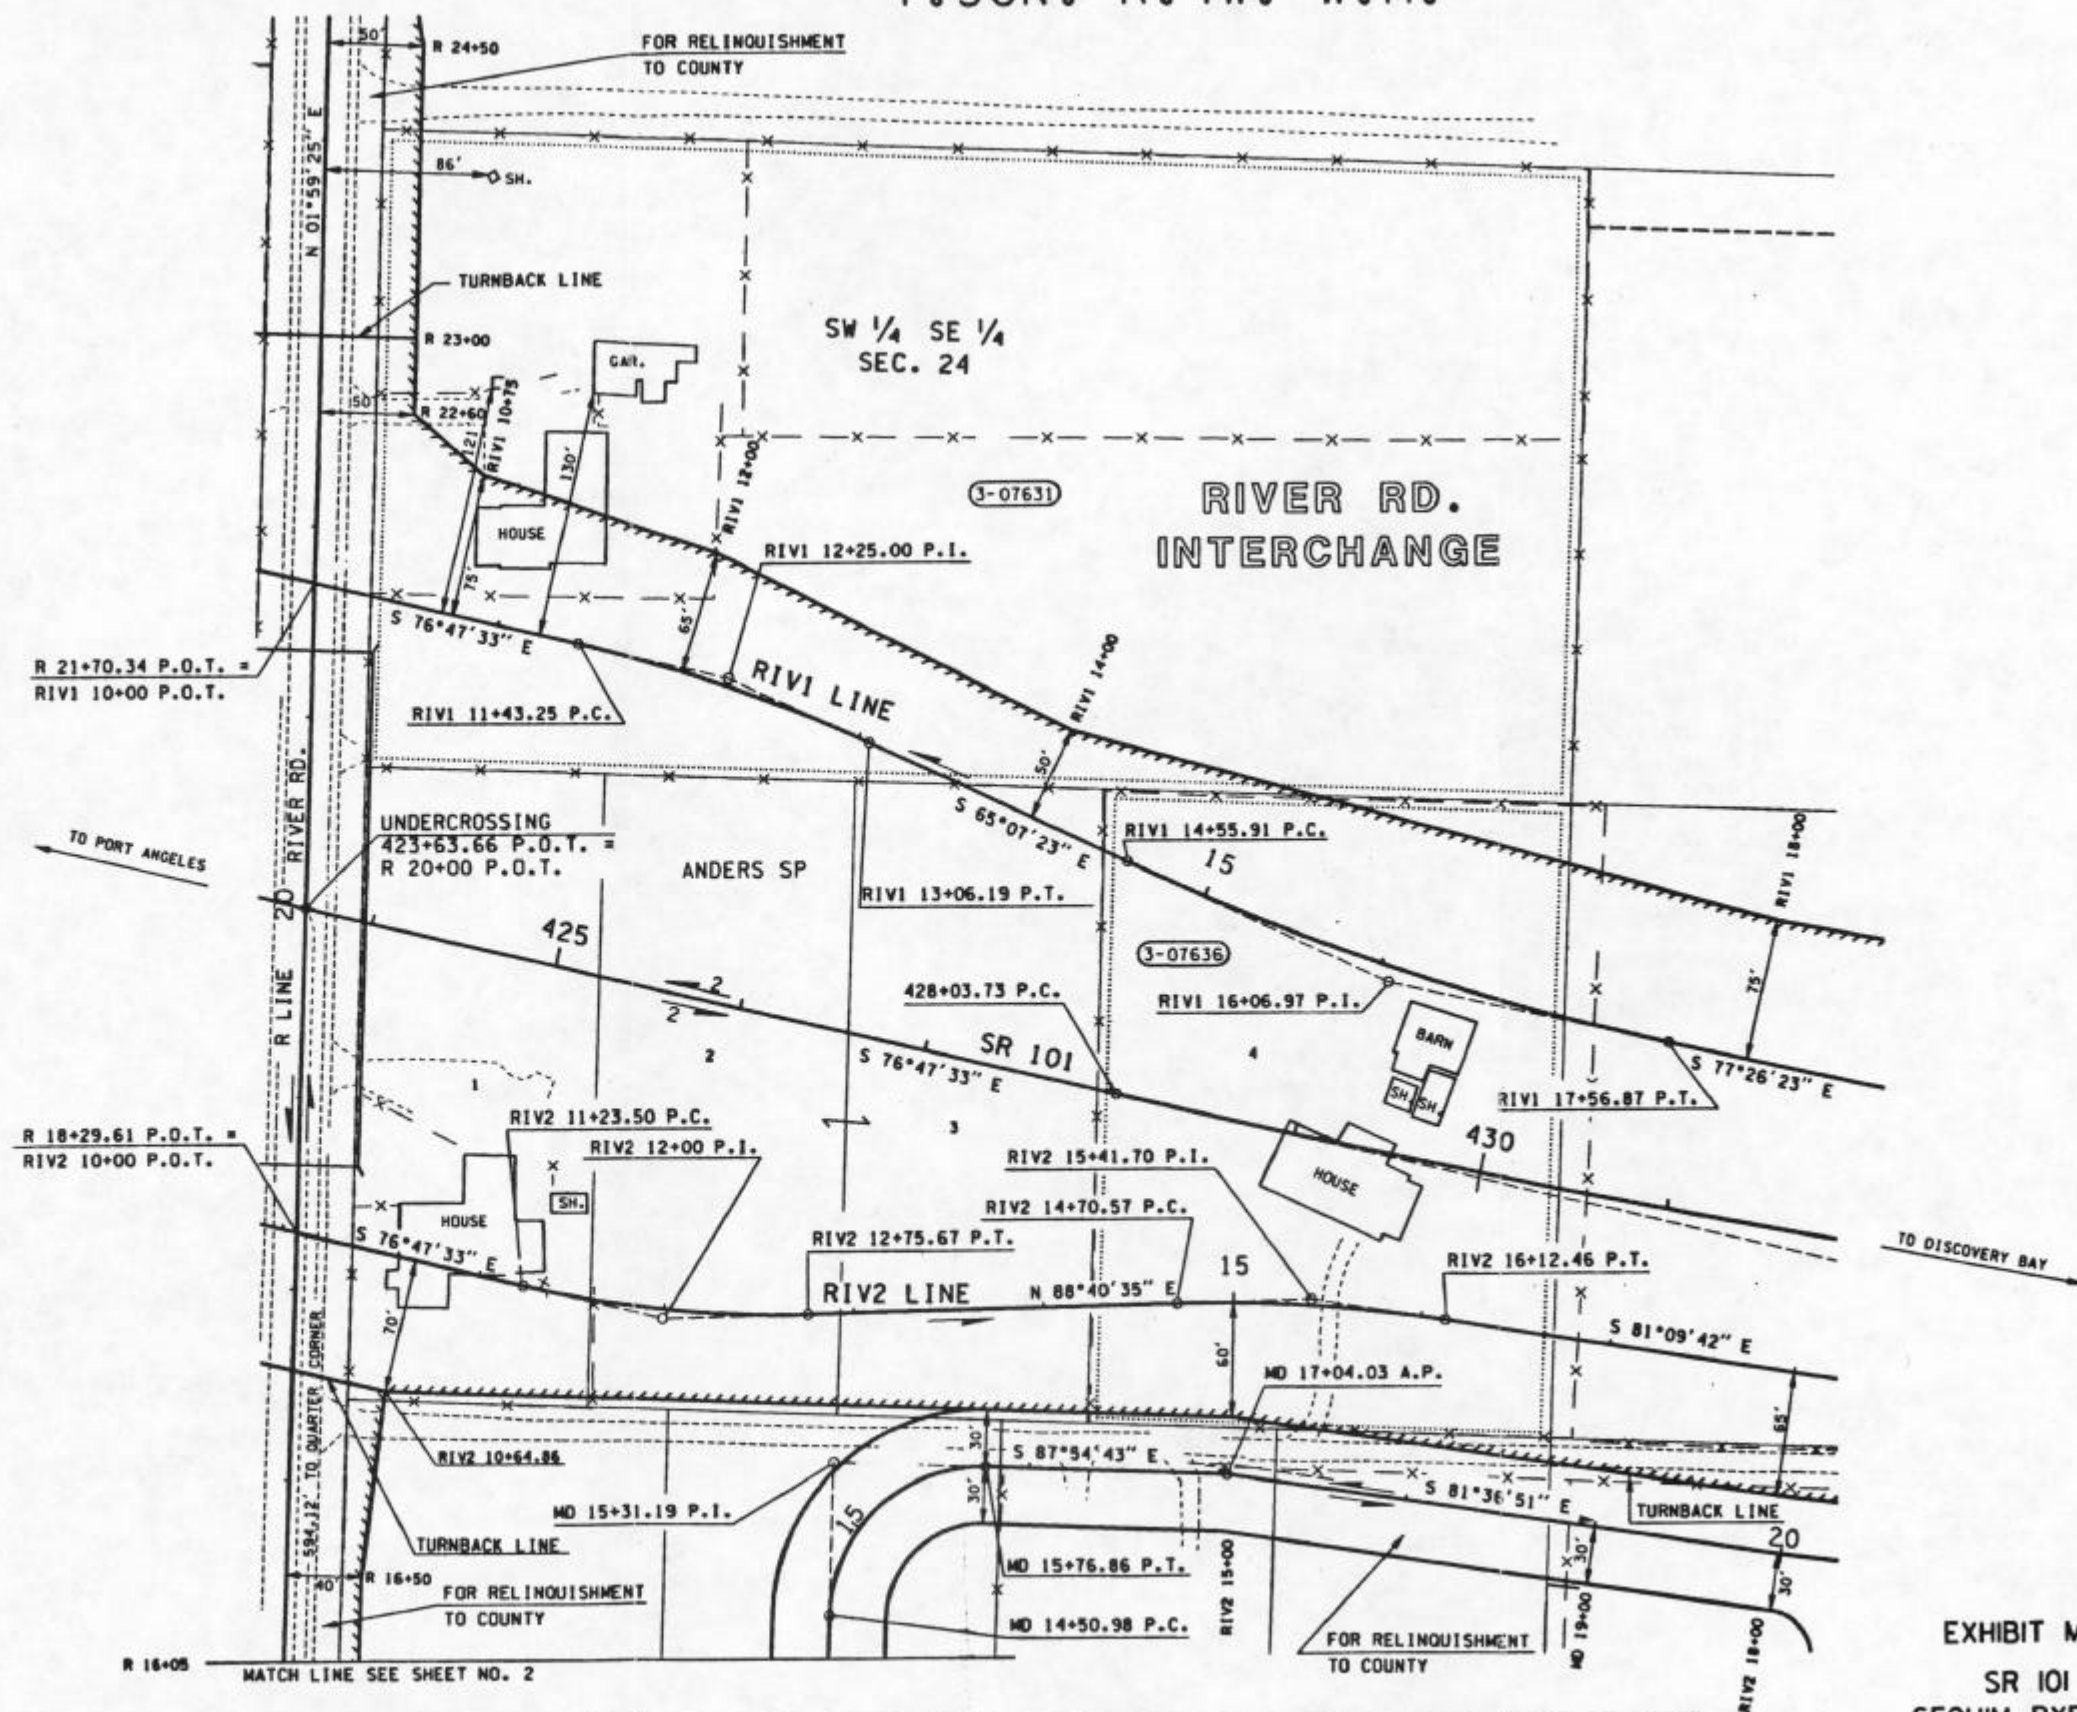 50'
R 24+50
FOR RELINQUISHMENT
TO COUNTY
N 01°59'25" E
86'
SH.
TURNBACK LINE
R 23+00
SW 1/4 SE 1/4
SEC. 24
GAR.
50'
R 22+60
121'
RIV1 10+75
130'
RIV1 12+00
3-07631
RIVER RD.
INTERCHANGE
HOUSE
75'
RIV1 12+25.00 P.I.
S 76°47'33" E
65'
R 21+70.34 P.O.T. =
RIV1 10+00 P.O.T.
RIV1 LINE
RIV1 14+00
RIV1 11+43.25 P.C.
50'
RIVER RD.
UNDERCROSSING
423+63.66 P.O.T. =
R 20+00 P.O.T.
TO PORT ANGELES
S 65°07'23" E
RIV1 14+55.91 P.C.
15
RIV1 18+00
ANDERS SP
RIV1 13+06.19 P.T.
20
R LINE
425
3-07636
2
2
428+03.73 P.C.
RIV1 16+06.97 P.I.
75'
BARN
2
SR 101
4
S 76°47'33" E
S 77°26'23" E
1
SH.
SH.
RIV1 17+56.87 P.T.
RIV2 11+23.50 P.C.
3
R 18+29.61 P.O.T. =
RIV2 10+00 P.O.T.
RIV2 12+00 P.I.
RIV2 15+41.70 P.I.
430
HOUSE
SH.
RIV2 14+70.57 P.C.
HOUSE
S 76°47'33" E
RIV2 12+75.67 P.T.
TO DISCOVERY BAY
15
RIV2 16+12.46 P.T.
RIV2 LINE
N 88°40'35" E
70'
S 81°09'42" E
60'
MD 17+04.03 A.P.
65'
594.12' TO QUARTER CORNER
RIV2 10+64.86
30'
S 87°54'43" E
30'
S 81°36'51" E
MD 15+31.19 P.I.
15
TURNBACK LINE
20
TURNBACK LINE
MD 15+76.86 P.T.
30'
30'
40'
R 16+50
FOR RELINQUISHMENT
TO COUNTY
RIV2 15+00
MD 14+50.98 P.C.
FOR RELINQUISHMENT
TO COUNTY
MD 19+00
RIV2 18+00
EXHIBIT M
R 16+05
MATCH LINE SEE SHEET NO. 2
SR 101